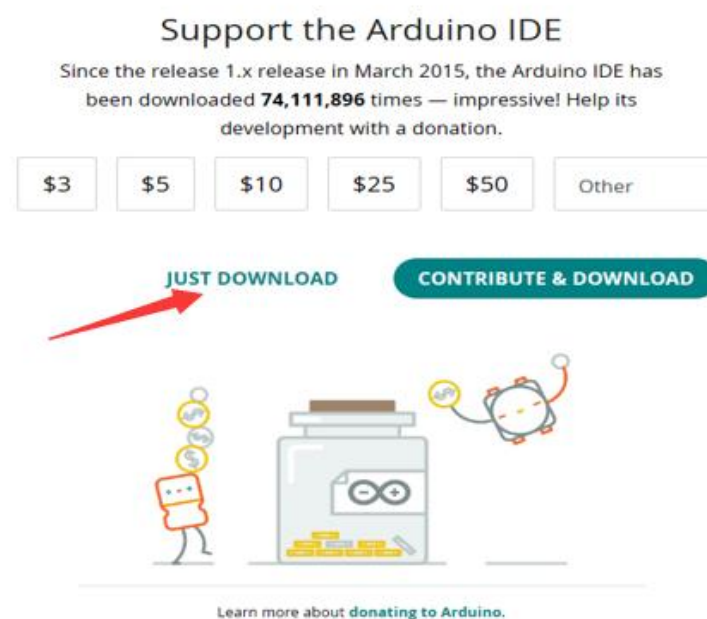 Support the Arduino IDE
Since the release 1.x release in March 2015, the Arduino IDE has
been downloaded 74,111,896 times — impressive! Help its
development with a donation.
$3 $5 $10 $25 $50 Other
JUST DOWNLOAD CONTRIBUTE & DOWNLOAD
Learn more about donating to Arduino.